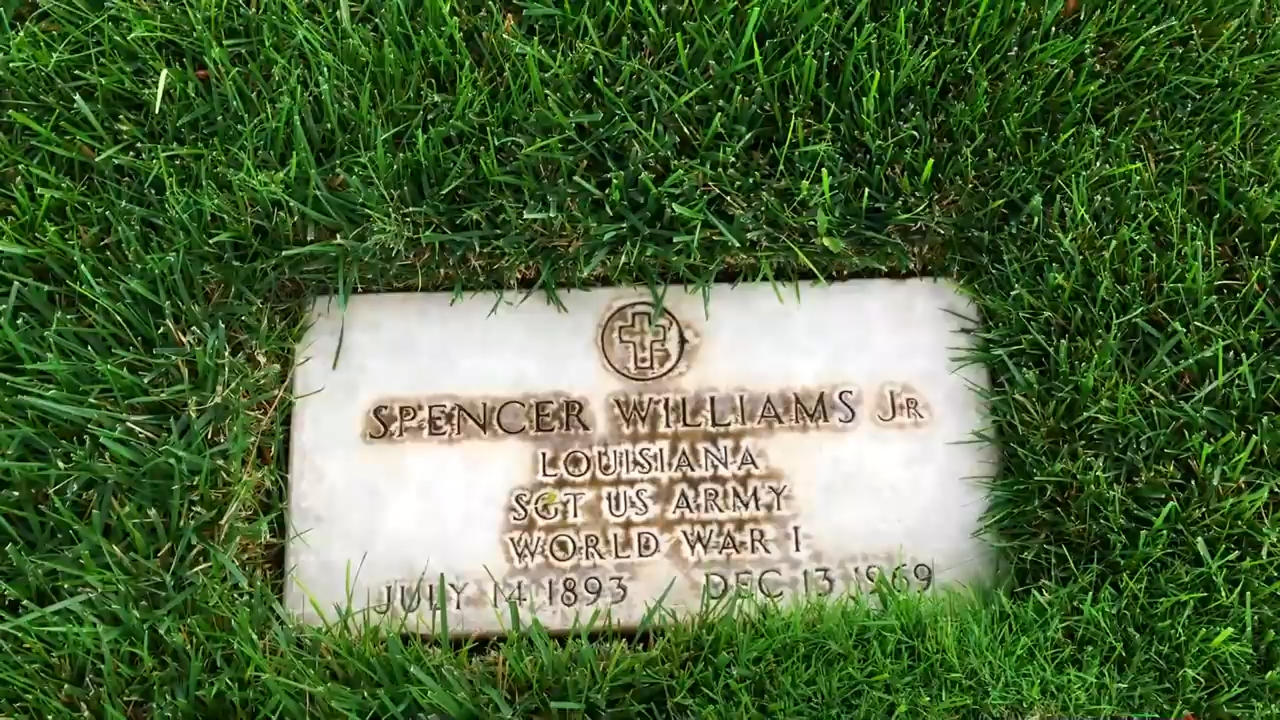 SPENCER WILLIAMS JR
LOUISIANA
SGT US ARMY
WORLD WAR I
JULY 14 1893 DEC 13 1969